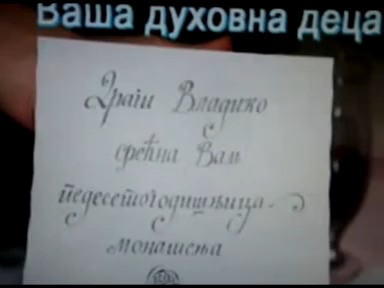 Ваша духовна деца
Драги Владико
срећна Вам
педесетогодишњица
монашења